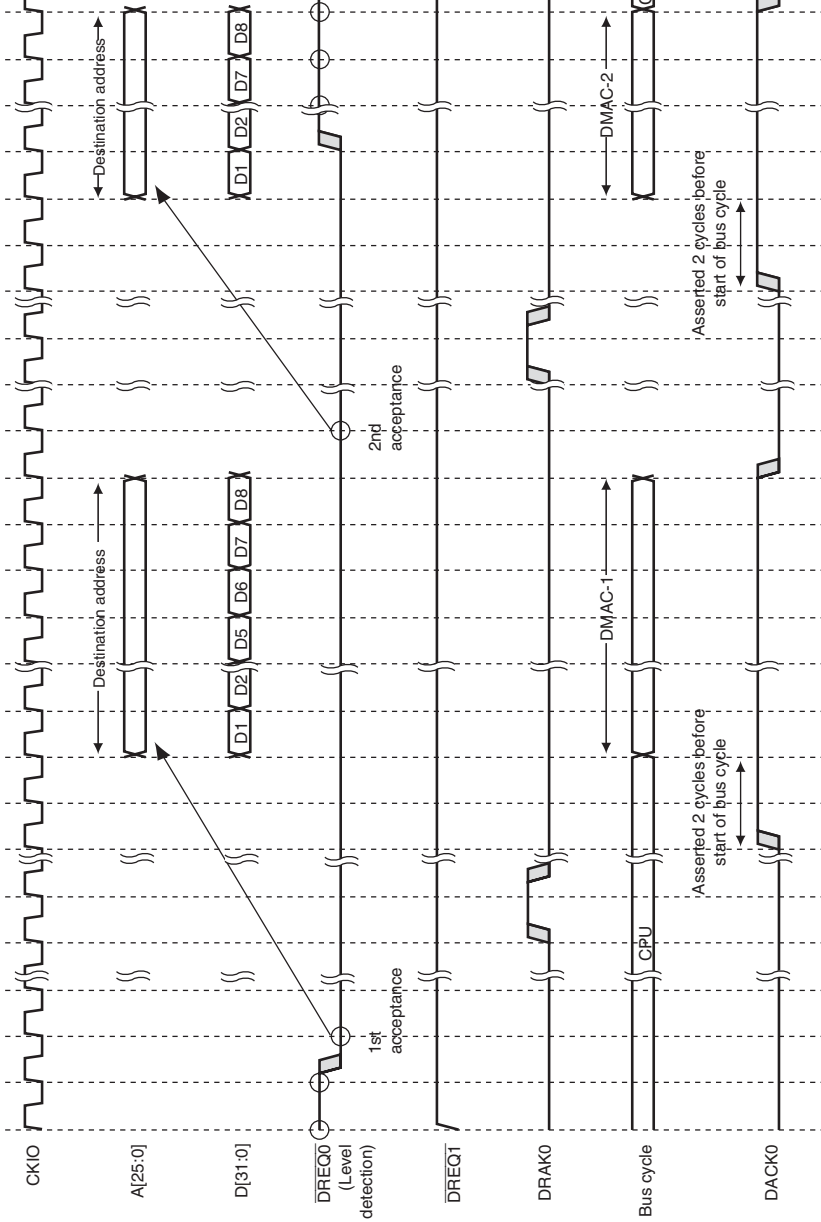 CKIO
A[25:0]
Destination address
Destination address
D[31:0]
D1
D2
D5
D6
D7
D8
D1
D2
D7
D8
DREQ0
(Level
detection)
1st
acceptance
2nd
acceptance
DREQ1
DRAK0
Bus cycle
CPU
DMAC-1
DMAC-2
Asserted 2 cycles before
start of bus cycle
Asserted 2 cycles before
start of bus cycle
DACK0